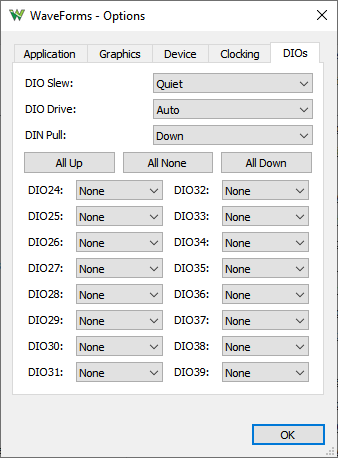 WaveForms - Options
Application Graphics Device Clocking DIOs
DIO Slew: Quiet
DIO Drive: Auto
DIN Pull: Down
All Up All None All Down
DIO24: None DIO32: None
DIO25: None DIO33: None
DIO26: None DIO34: None
DIO27: None DIO35: None
DIO28: None DIO36: None
DIO29: None DIO37: None
DIO30: None DIO38: None
DIO31: None DIO39: None
OK